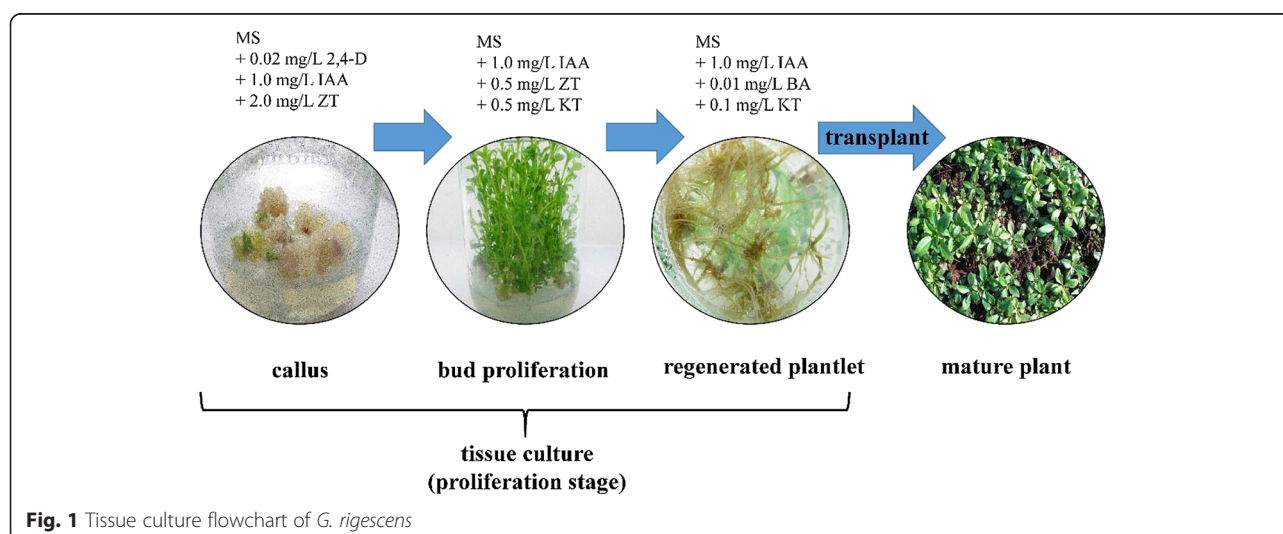 MS
+ 0.02 mg/L 2,4-D
+ 1.0 mg/L IAA
+ 2.0 mg/L ZT
MS
+ 1.0 mg/L IAA
+ 0.5 mg/L ZT
+ 0.5 mg/L KT
MS
+ 1.0 mg/L IAA
+ 0.01 mg/L BA
+ 0.1 mg/L KT
transplant
callus
bud proliferation
regenerated plantlet
mature plant
tissue culture
(proliferation stage)
Fig. 1 Tissue culture flowchart of G. rigescens